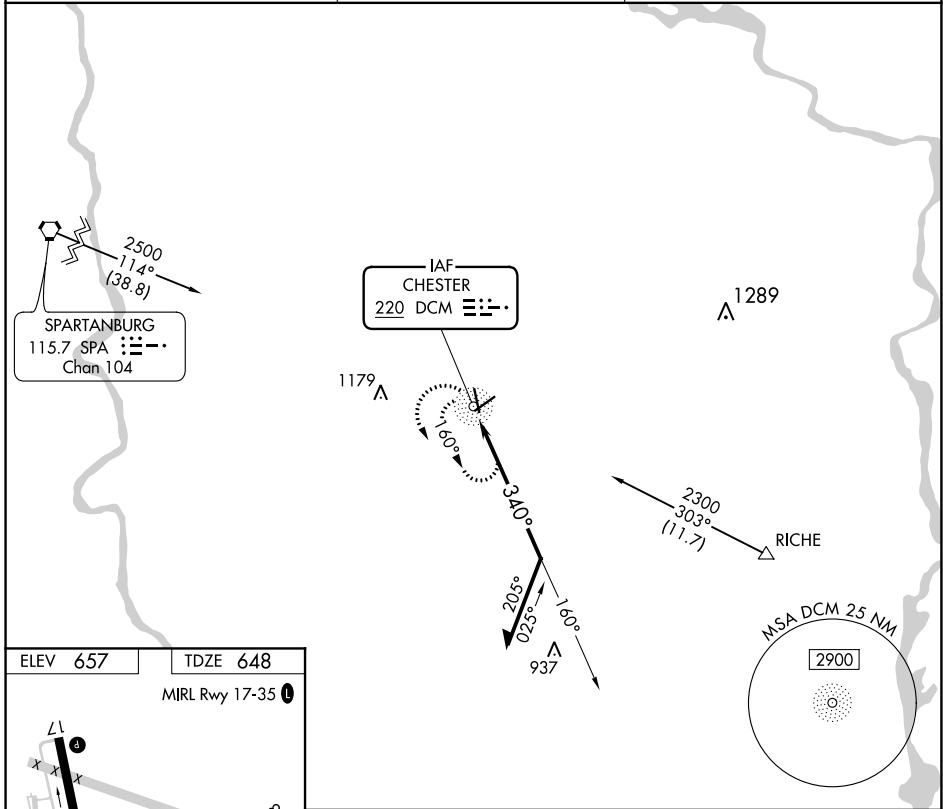 2500
114°
(38.8)
SPARTANBURG
115.7 SPA
Chan 104
IAF
CHESTER
220 DCM
1289
1179
160°
340°
2300
303°
(11.7)
RICHE
205°
025°
160°
937
MSA DCM 25 NM
2900
ELEV 657
TDZE 648
MIRL Rwy 17-35 L
17
P
X X X